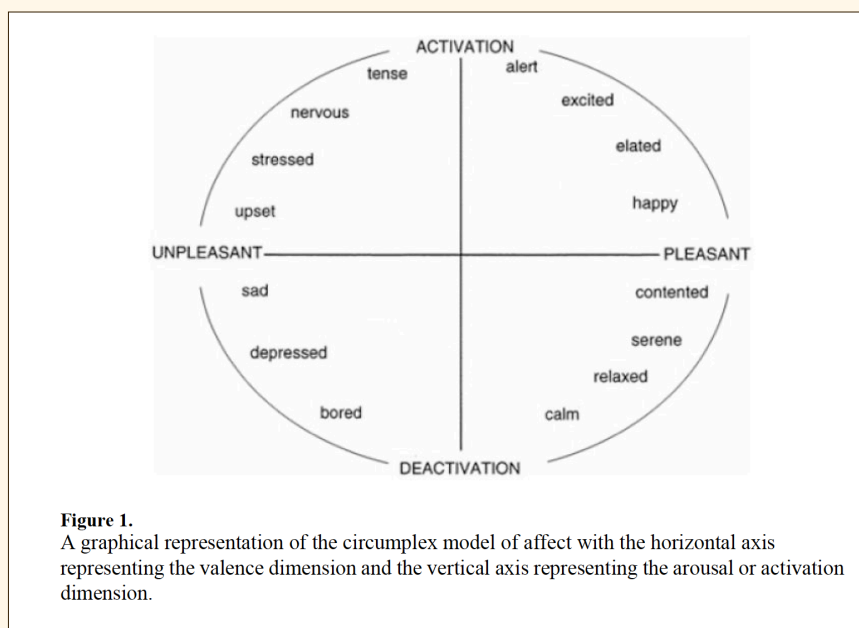 ACTIVATION
tense
alert
excited
nervous
elated
stressed
happy
upset
UNPLEASANT
PLEASANT
sad
contented
serene
depressed
relaxed
bored
calm
DEACTIVATION
Figure 1.
A graphical representation of the circumplex model of affect with the horizontal axis
representing the valence dimension and the vertical axis representing the arousal or activation
dimension.